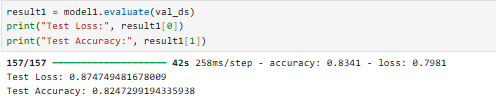 result1 = model1.evaluate(val_ds)
print("Test Loss:", result1[0])
print("Test Accuracy:", result1[1])
157/157 ━━━━━━━━━━━━━━━━━━━━ 42s 258ms/step - accuracy: 0.8341 - loss: 0.7981
Test Loss: 0.874749481678009
Test Accuracy: 0.8247299194335938